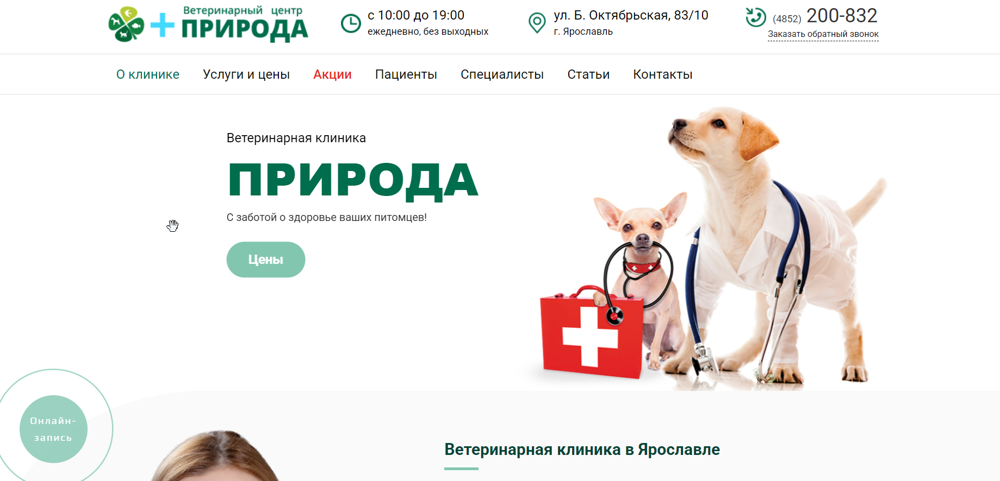 Ветеринарный центр
ПРИРОДА
с 10:00 до 19:00
ежедневно, без выходных
ул. Б. Октябрьская, 83/10
г. Ярославль
(4852) 200-832
Заказать обратный звонок
О клинике Услуги и цены Акции Пациенты Специалисты Статьи Контакты
Ветеринарная клиника
ПРИРОДА
С заботой о здоровье ваших питомцев!
Цены
Онлайн-
запись
Ветеринарная клиника в Ярославле